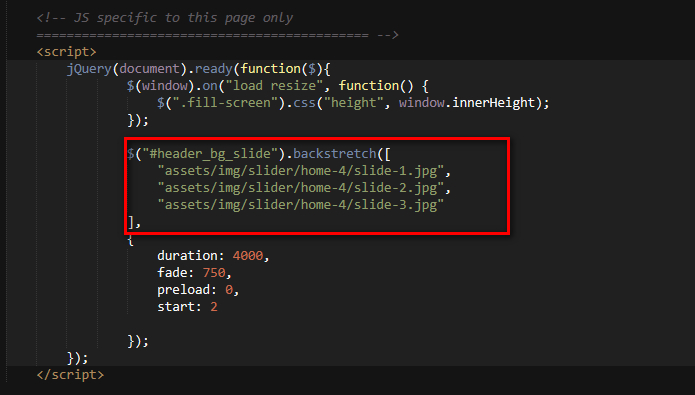 <!-- JS specific to this page only
============================================ -->
<script>
jQuery(document).ready(function($){
$(window).on("load resize", function() {
$(".fill-screen").css("height", window.innerHeight);
});
$("#header_bg_slide").backstretch([
"assets/img/slider/home-4/slide-1.jpg",
"assets/img/slider/home-4/slide-2.jpg",
"assets/img/slider/home-4/slide-3.jpg"
],
{
duration: 4000,
fade: 750,
preload: 0,
start: 2
});
});
</script>